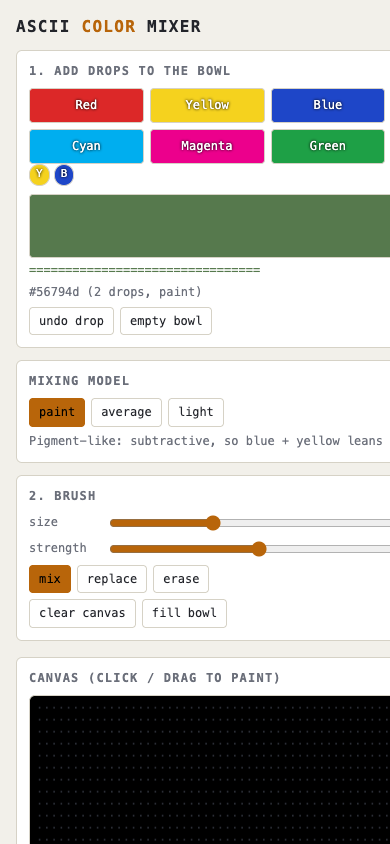 ASCII COLOR MIXER
1. ADD DROPS TO THE BOWL
Red Yellow Blue
Cyan Magenta Green
Y B
================================
#56794d (2 drops, paint)
undo drop empty bowl
MIXING MODEL
paint average light
Pigment-like: subtractive, so blue + yellow leans
2. BRUSH
size
strength
mix replace erase
clear canvas fill bowl
CANVAS (CLICK / DRAG TO PAINT)